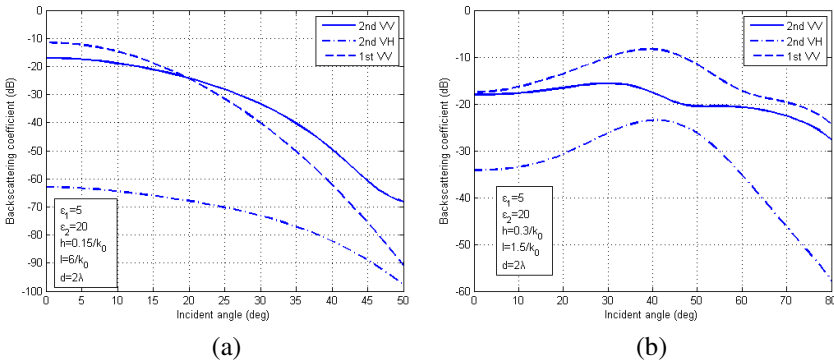 0
-10
-20
-30
-40
-50
-60
-70
-80
-90
-100
Backscattering coefficient (dB)
0 5 10 15 20 25 30 35 40 45 50
Incident angle (deg)
2nd VV
2nd VH
1st VV
ε1=5
ε2=20
h=0.15/k0
l=6/k0
d=2λ
(a)
0
-10
-20
-30
-40
-50
-60
Backscattering coefficient (dB)
0 10 20 30 40 50 60 70 80
Incident angle (deg)
2nd VV
2nd VH
1st VV
ε1=5
ε2=20
h=0.3/k0
l=1.5/k0
d=2λ
(b)